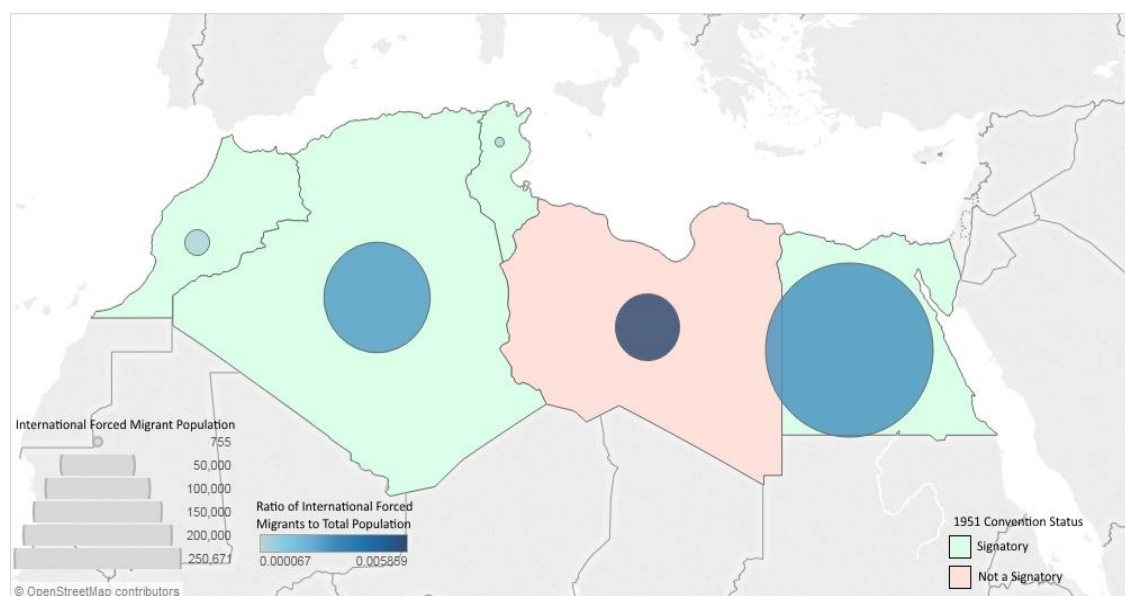 International Forced Migrant Population
755
50,000
100,000
150,000
200,000
250,671
Ratio of International Forced
Migrants to Total Population
0.000067 0.005859
1951 Convention Status
Signatory
Not a Signatory
© OpenStreetMap contributors